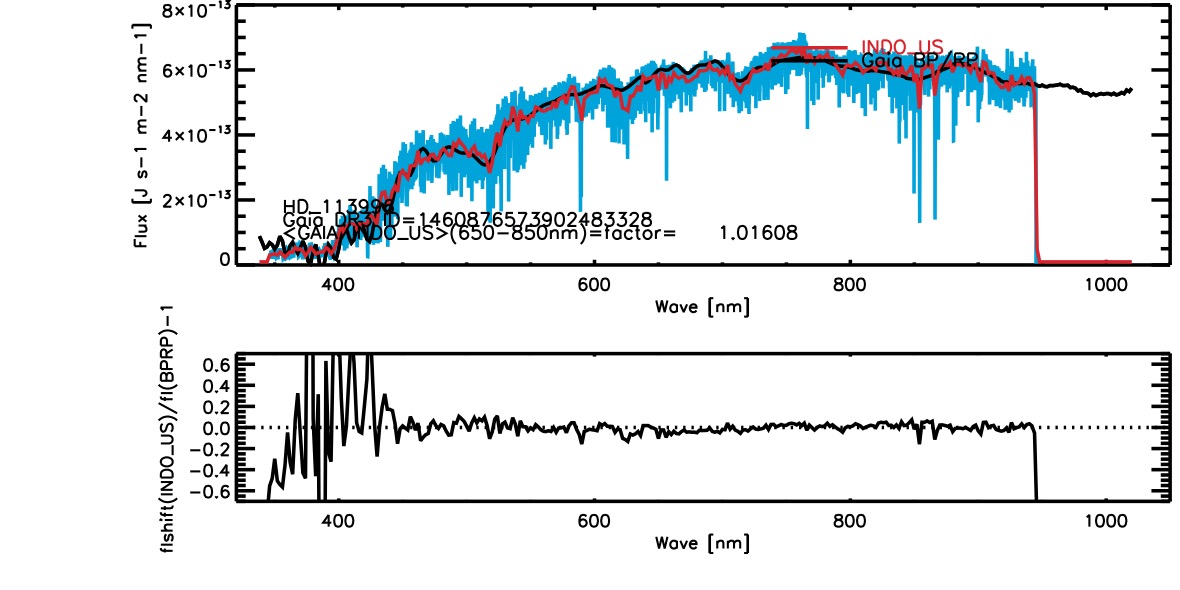 8×10−13
6×10−13
4×10−13
2×10−13
0
Flux [J s−1 m−2 nm−1]
INDO_US
Gaia BP/RP
HD_113996
Gaia DR3 ID=1460876573902483328
<GAIA/INDO_US>(650−850nm)=factor= 1.01608
400 600 800 1000
Wave [nm]
flshift(INDO_US)/fl(BPRP)−1
0.6
0.4
0.2
0.0
−0.2
−0.4
−0.6
400 600 800 1000
Wave [nm]